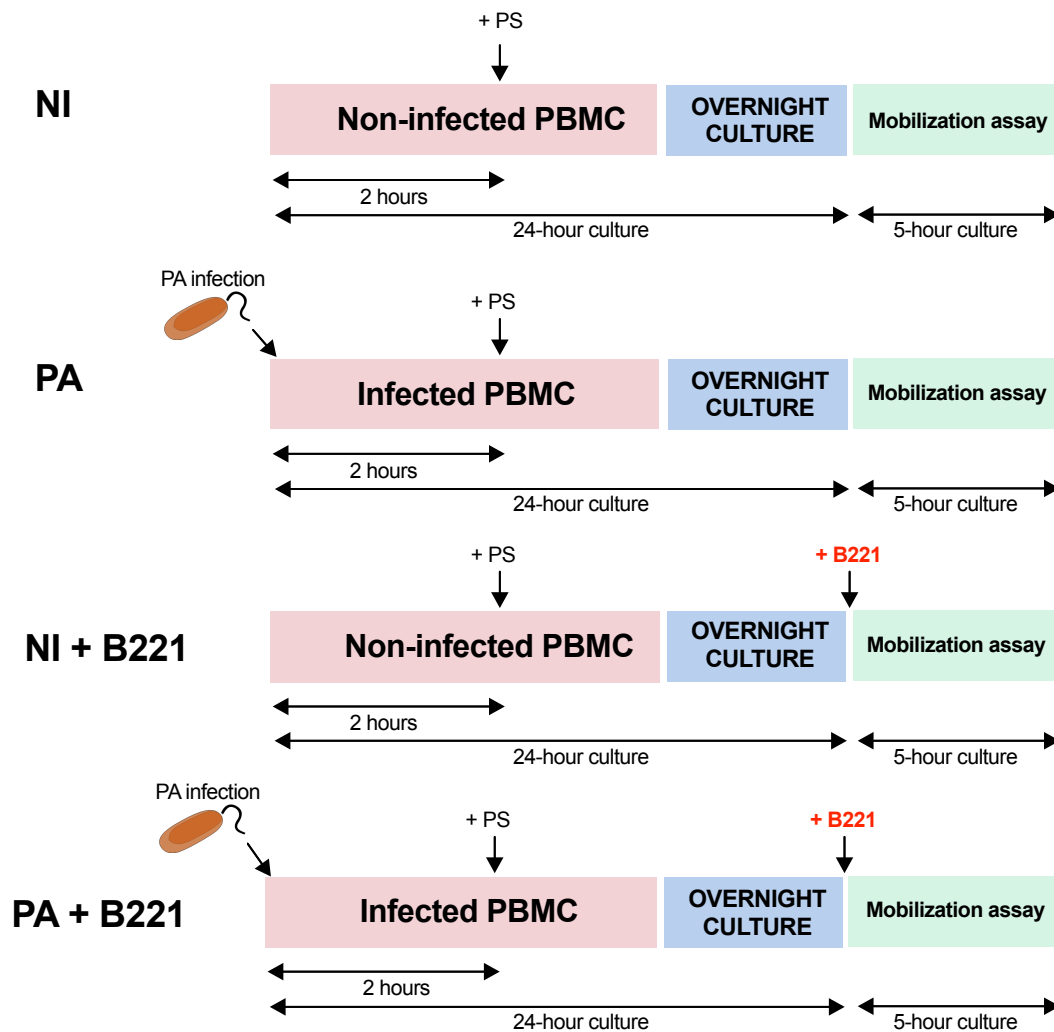 + PS
NI
Non-infected PBMC
OVERNIGHT
CULTURE
Mobilization assay
2 hours
24-hour culture
5-hour culture
PA infection
+ PS
PA
Infected PBMC
OVERNIGHT
CULTURE
Mobilization assay
2 hours
24-hour culture
5-hour culture
+ PS
+ B221
NI + B221
Non-infected PBMC
OVERNIGHT
CULTURE
Mobilization assay
2 hours
24-hour culture
5-hour culture
PA infection
+ PS
+ B221
PA + B221
Infected PBMC
OVERNIGHT
CULTURE
Mobilization assay
2 hours
24-hour culture
5-hour culture